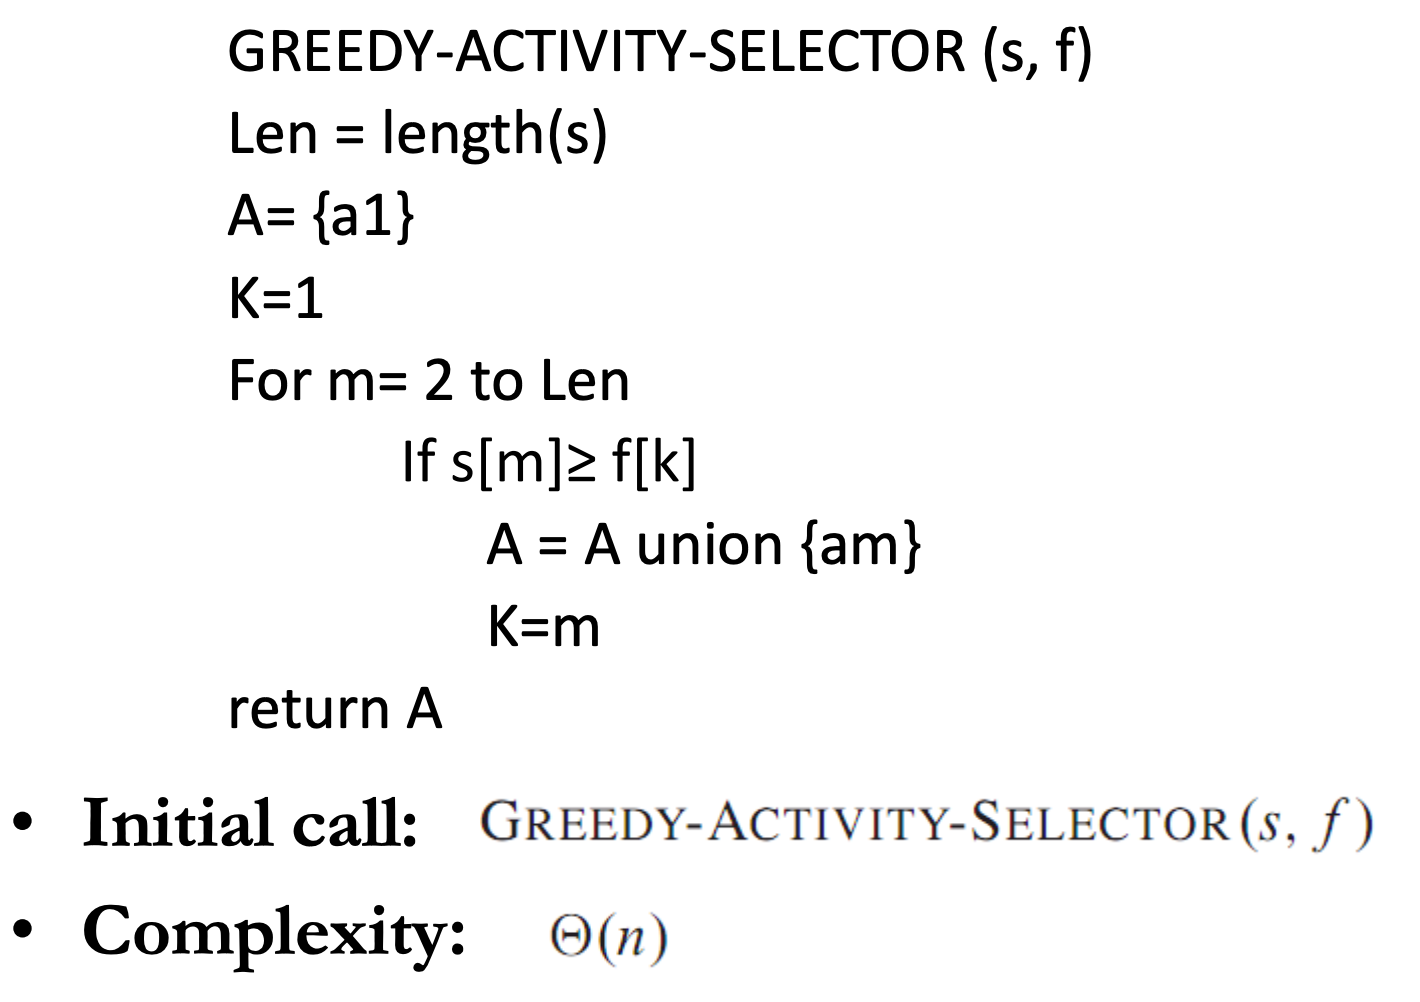 GREEDY-ACTIVITY-SELECTOR (s, f)
Len = length(s)
A= {a1}
K=1
For m= 2 to Len
If s[m]≥ f[k]
A = A union {am}
K=m
return A
• Initial call: GREEDY-ACTIVITY-SELECTOR(s, f)
• Complexity: Θ(n)